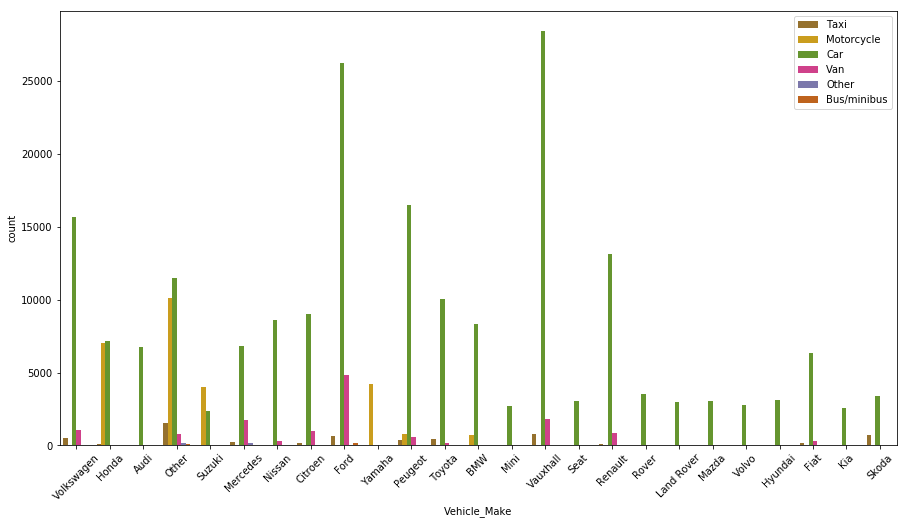 Taxi
Motorcycle
Car
Van
Other
Bus/minibus
count
25000
20000
15000
10000
5000
0
Volkswagen
Honda
Audi
Other
Suzuki
Mercedes
Nissan
Citroen
Ford
Yamaha
Peugeot
Toyota
BMW
Mini
Vauxhall
Seat
Renault
Rover
Land Rover
Mazda
Volvo
Hyundai
Fiat
Kia
Skoda
Vehicle_Make